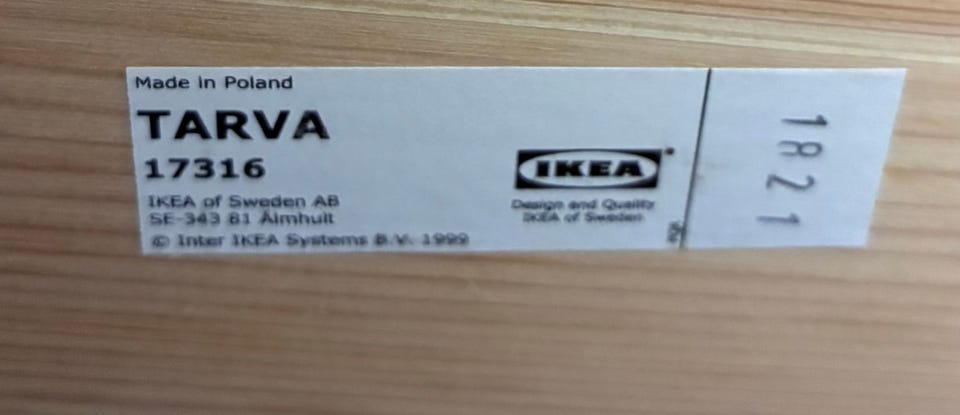 Made in Poland
TARVA
17316
IKEA of Sweden AB
SE-343 81 Älmhult
© Inter IKEA Systems B.V. 1999
IKEA
Design and Quality
IKEA of Sweden
1821